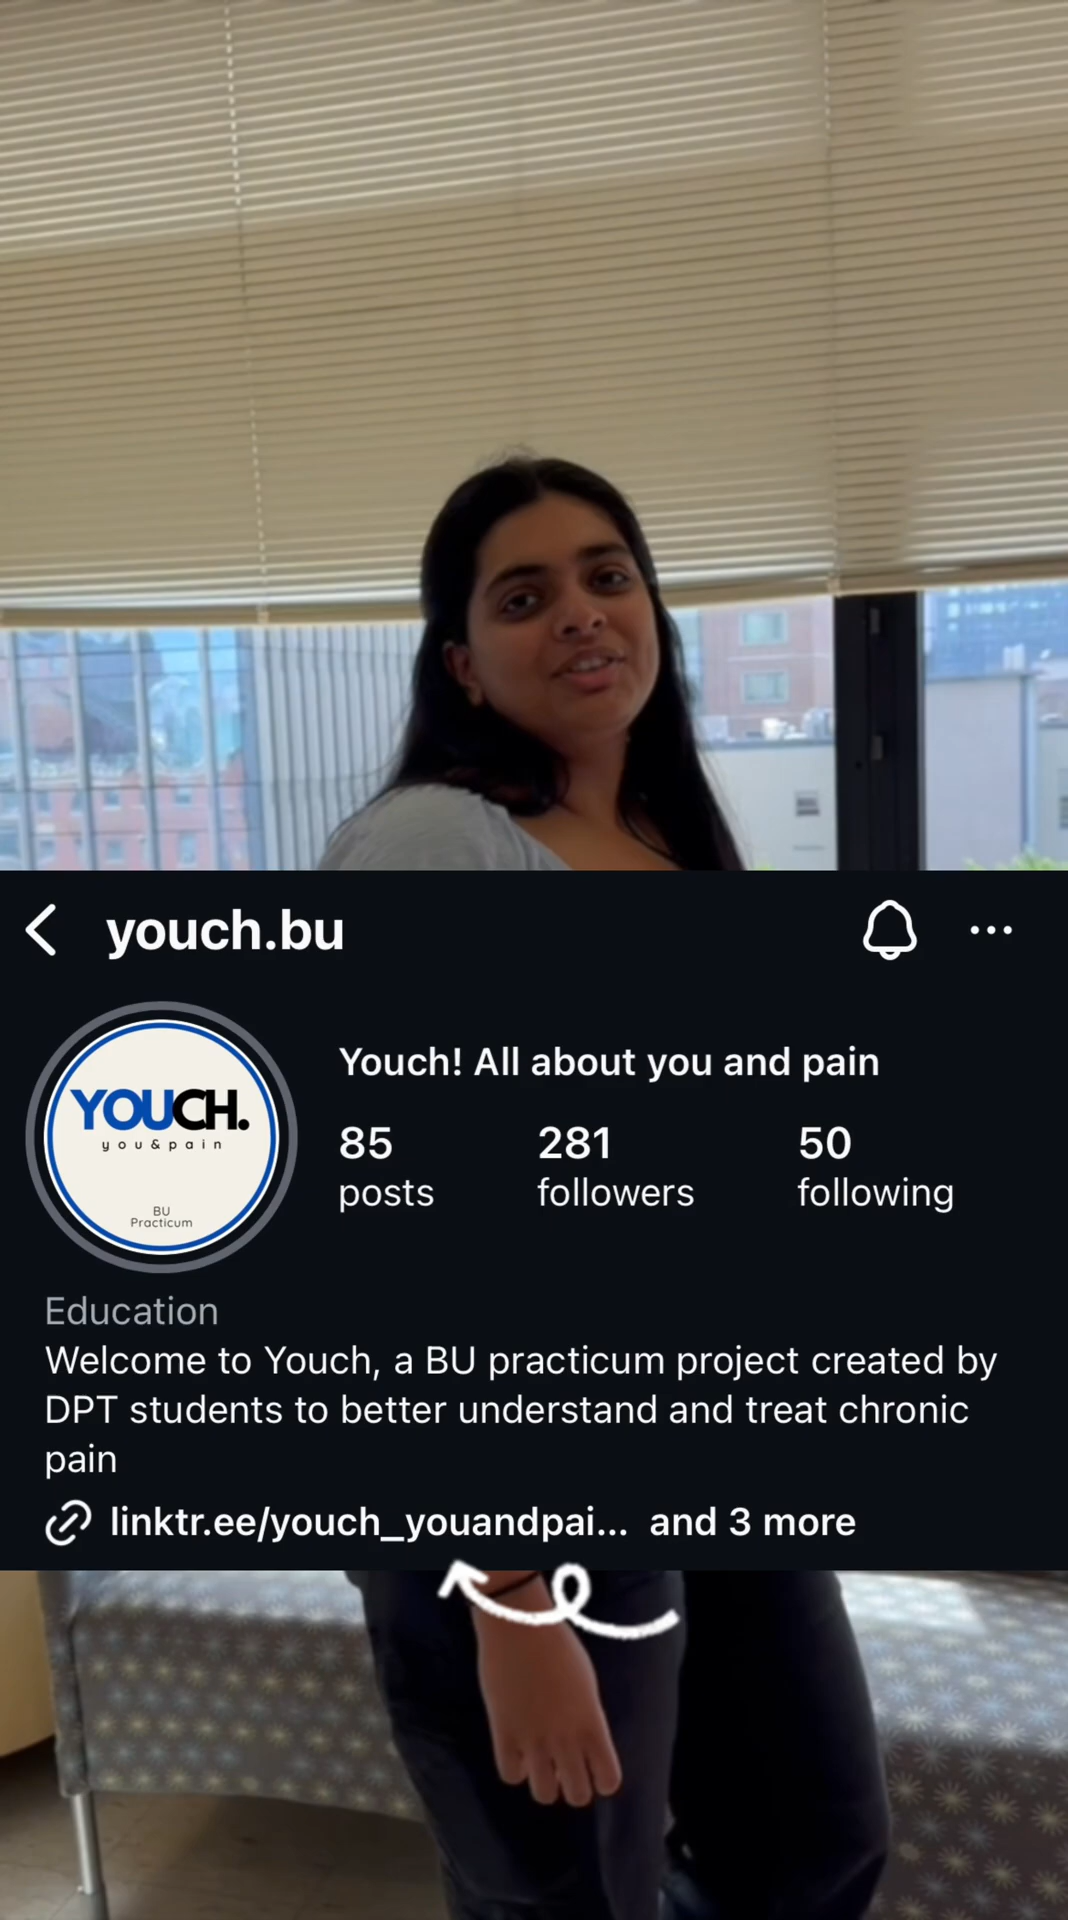 youch.bu
YOUCH.
you&pain
BU
Practicum
Youch! All about you and pain
85 281 50
posts followers following
Education
Welcome to Youch, a BU practicum project created by
DPT students to better understand and treat chronic
pain
linktr.ee/youch_youandpai... and 3 more